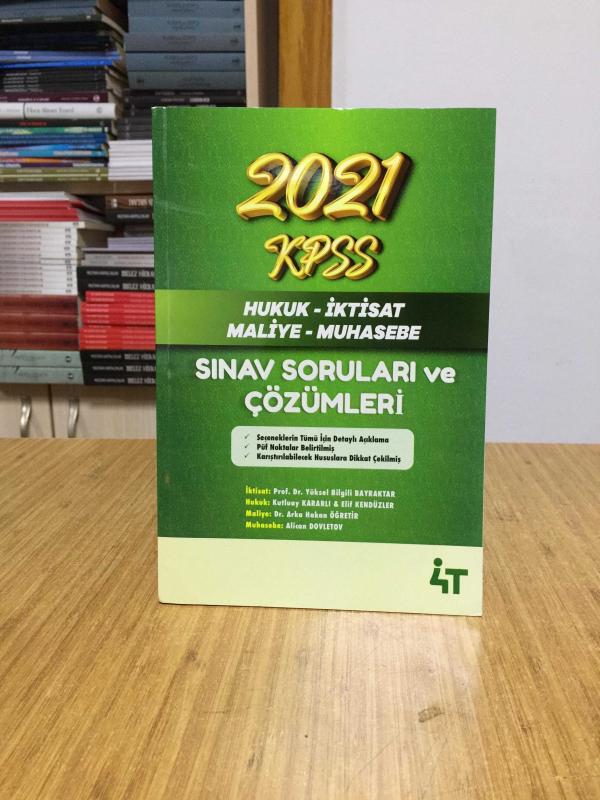 2021
KPSS
HUKUK - İKTİSAT
MALİYE - MUHASEBE
SINAV SORULARI ve
ÇÖZÜMLERİ
✓ Seçeneklerin Tümü İçin Detaylı Açıklama
✓ Püf Noktalar Belirtilmiş
✓ Karıştırılabilecek Hususlara Dikkat Çekilmiş
İktisat: Prof. Dr. Yüksel Bilgili BAYRAKTAR
Hukuk: Kutluay KARARLI & Elif KENDÜZLER
Maliye: Dr. Arka Hakan ÖĞRETİR
Muhasebe: Alican DOVLETOV
4T